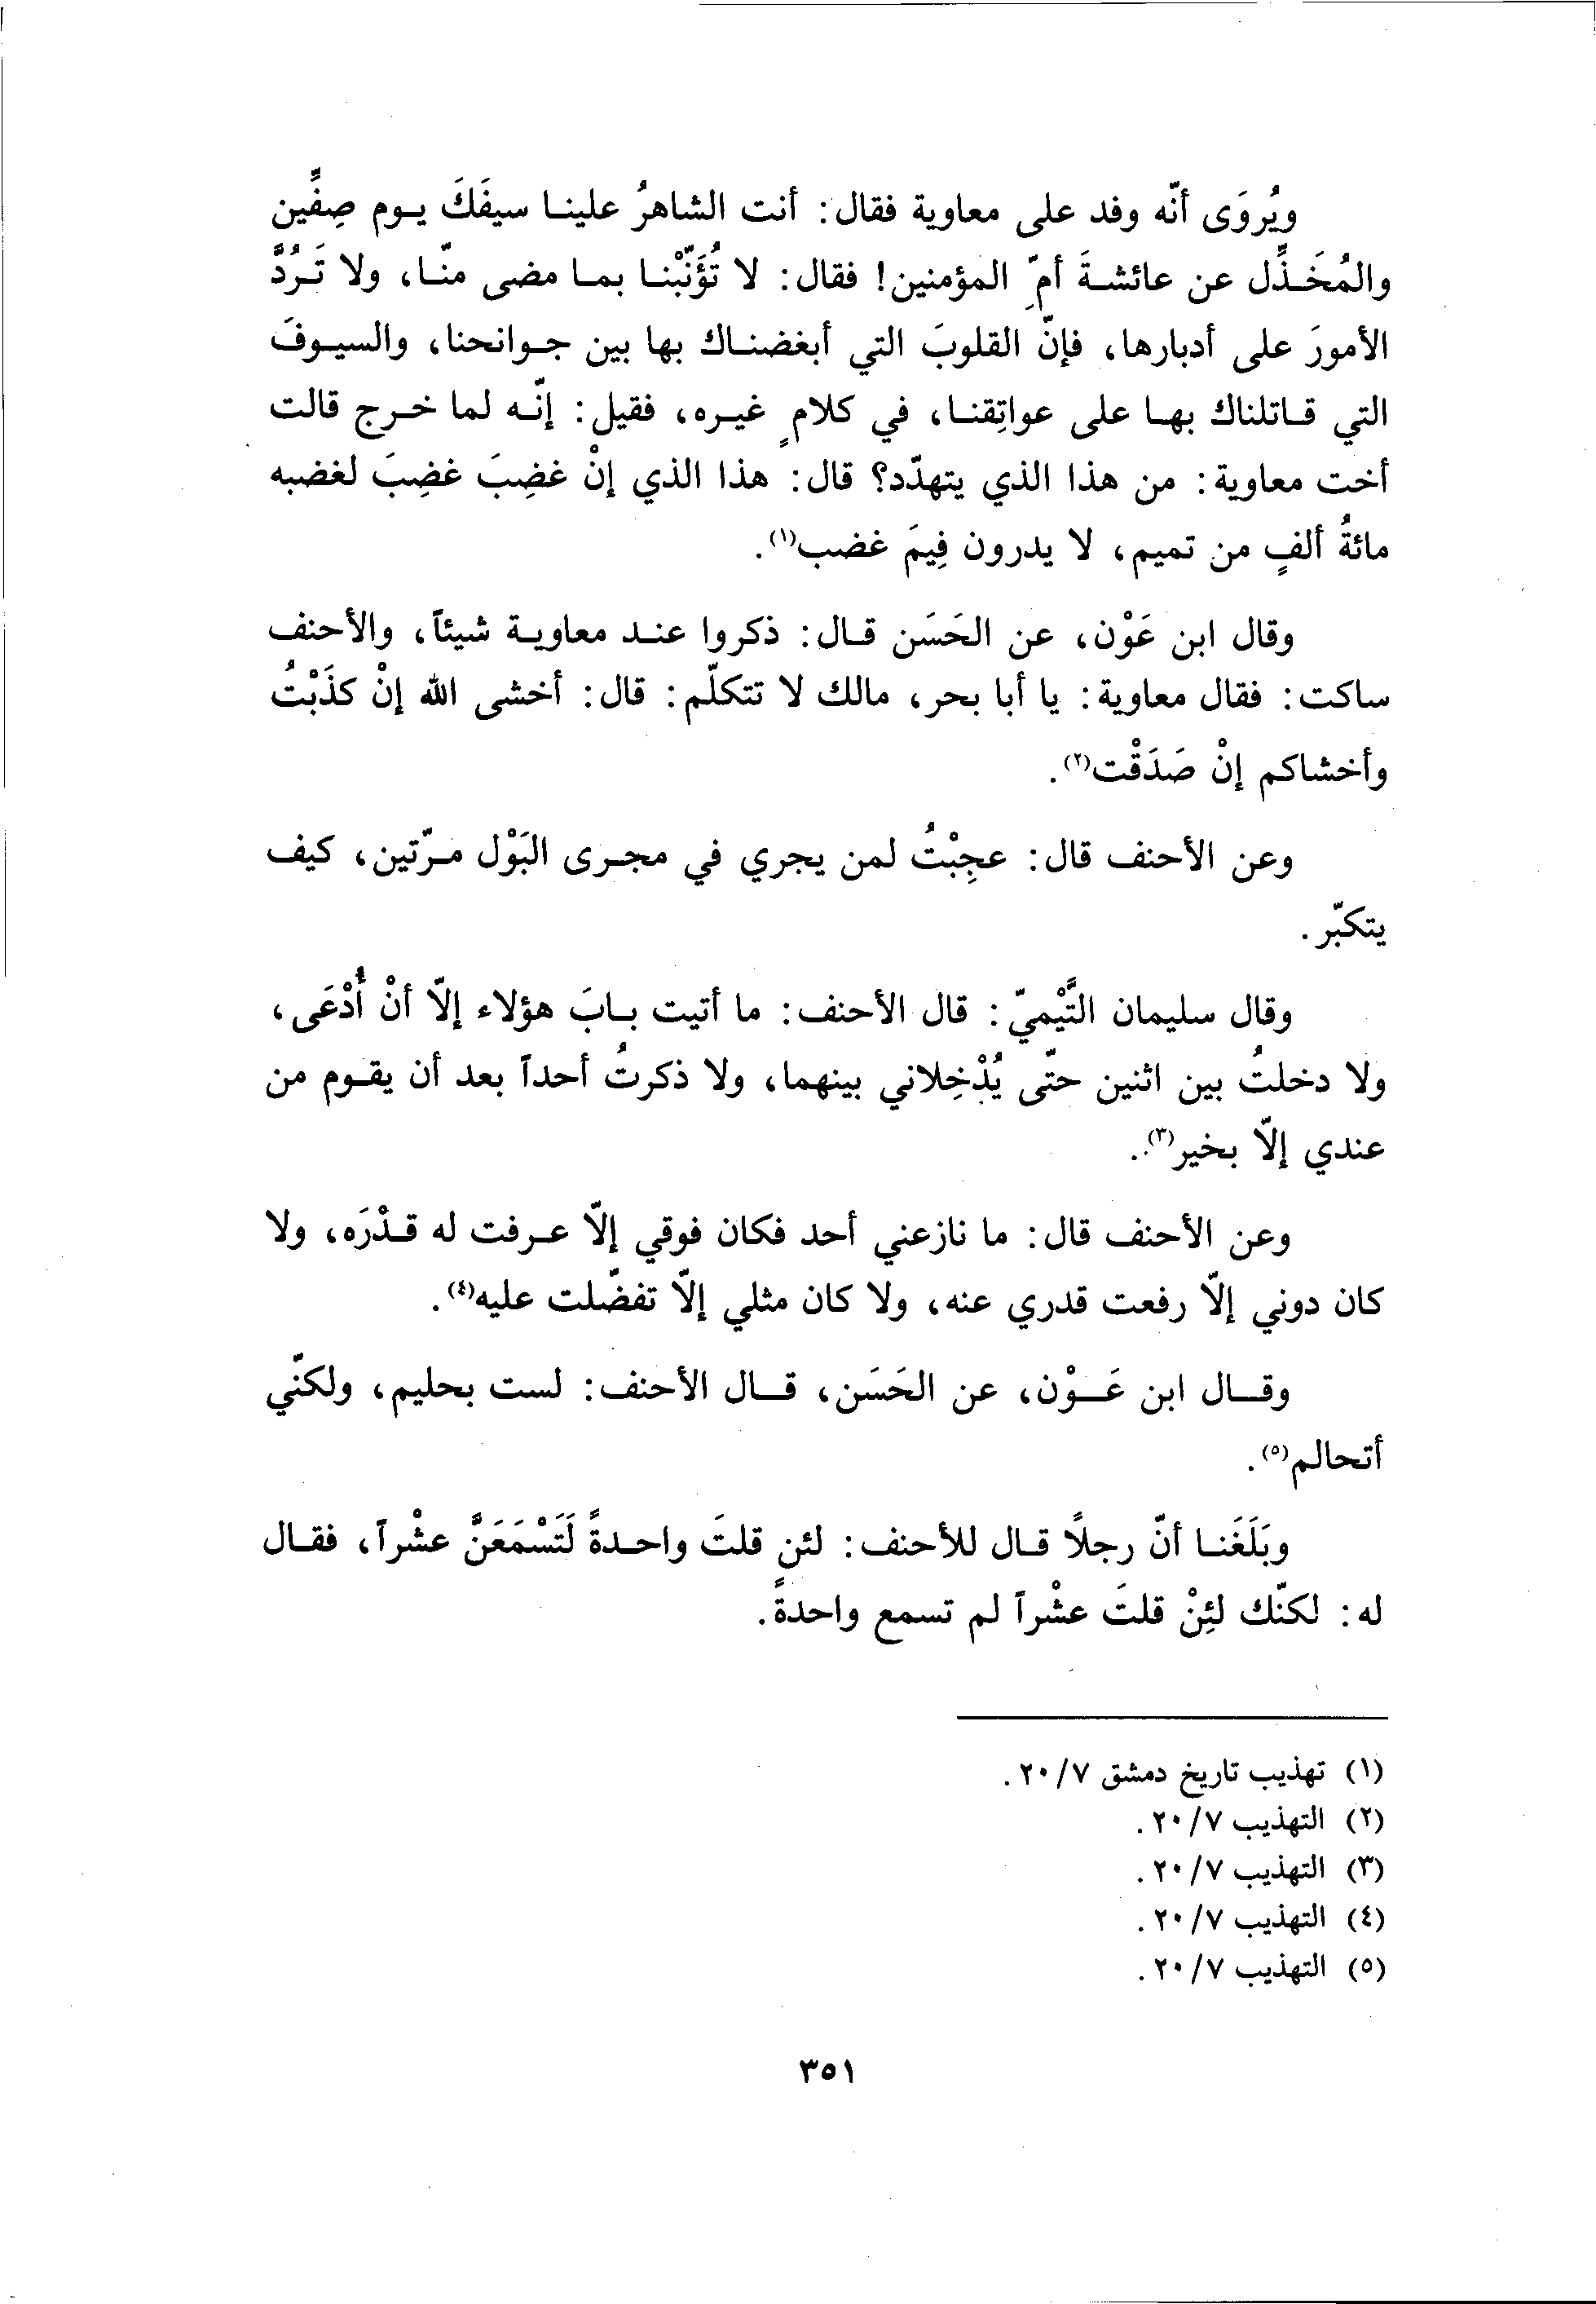 ويُروَى أنّه وفد على معاوية فقال: أنت الشاهرُ علينا سيفَكَ يوم صِفِّين
والمُخَذِّل عن عائشةَ أمِّ المؤمنين! فقال: لا تُؤَنِّبْنا بما مضى منّا، ولا تَرُدَّ
الأمورَ على أدبارها، فإنّ القلوبَ التي أبغضناك بها بين جوانحنا، والسيوفَ
التي قاتلناك بها على عواتِقنا، في كلامٍ غيره، فقيل: إنّه لما خرج قالت
أخت معاوية: من هذا الذي يتهدّد؟ قال: هذا الذي إنْ غضِبَ غضِبَ لغضبه
مائةُ ألفٍ من تميم، لا يدرون فِيمَ غضب(١).
وقال ابن عَوْن، عن الحَسَن قال: ذكروا عند معاوية شيئاً، والأحنف
ساكت: فقال معاوية: يا أبا بحر، مالك لا تتكلّم: قال: أخشى الله إنْ كذَبْتُ
وأخشاكم إنْ صَدَقْت(٢).
وعن الأحنف قال: عجِبْتُ لمن يجري في مجرى البَوْل مرّتين، كيف
يتكبّر.
وقال سليمان التَّيْميّ: قال الأحنف: ما أتيت بابَ هؤلاء إلّا أنْ أُدْعَى،
ولا دخلتُ بين اثنين حتّى يُدْخِلاني بينهما، ولا ذكرتُ أحداً بعد أن يقوم من
عندي إلّا بخير(٣).
وعن الأحنف قال: ما نازعني أحد فكان فوقي إلّا عرفت له قدْرَه، ولا
كان دوني إلّا رفعت قدري عنه، ولا كان مثلي إلّا تفضّلت عليه(٤).
وقال ابن عَوْن، عن الحَسَن، قال الأحنف: لست بحليم، ولكنّي
أتحالم(٥).
وبَلَغَنا أنّ رجلاً قال للأحنف: لئن قلتَ واحدةً لَتَسْمَعَنَّ عشْراً، فقال
له: لكنّك لئِنْ قلتَ عشْراً لم تسمع واحدةً.
(١) تهذيب تاريخ دمشق ٧/٢٠.
(٢) التهذيب ٧/٢٠.
(٣) التهذيب ٧/٢٠.
(٤) التهذيب ٧/٢٠.
(٥) التهذيب ٧/٢٠.
٣٥١